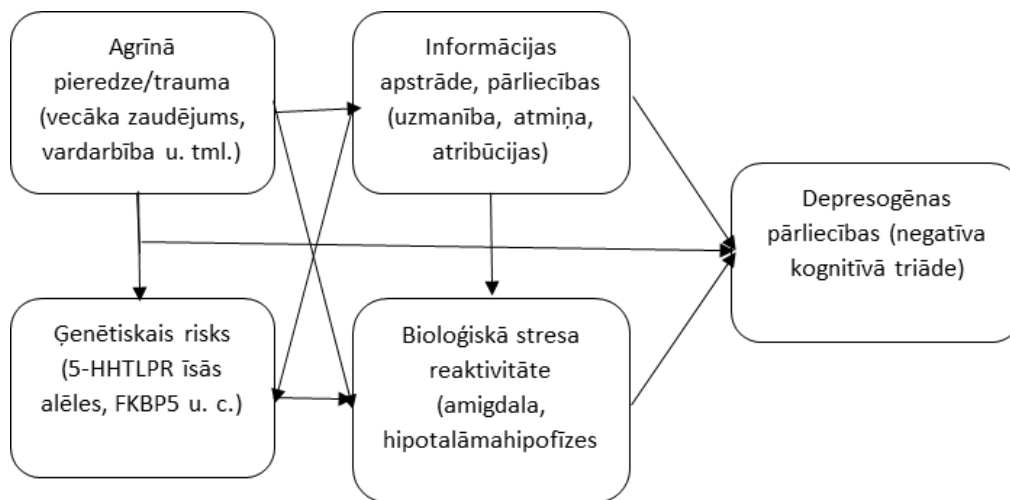 Agrīnā
pieredze/trauma
(vecāka zaudējums,
vardarbība u. tml.)
Informācijas
apstrāde, pārliecības
(uzmanība, atmiņa,
atribūcijas)
Depresogēnas
pārliecības (negatīva
kognitīvā triāde)
Ģenētiskais risks
(5-HHTLPR īsās
alēles, FKBP5 u. c.)
Bioloģiskā stresa
reaktivitāte
(amigdala,
hipotalāmahipofīzes